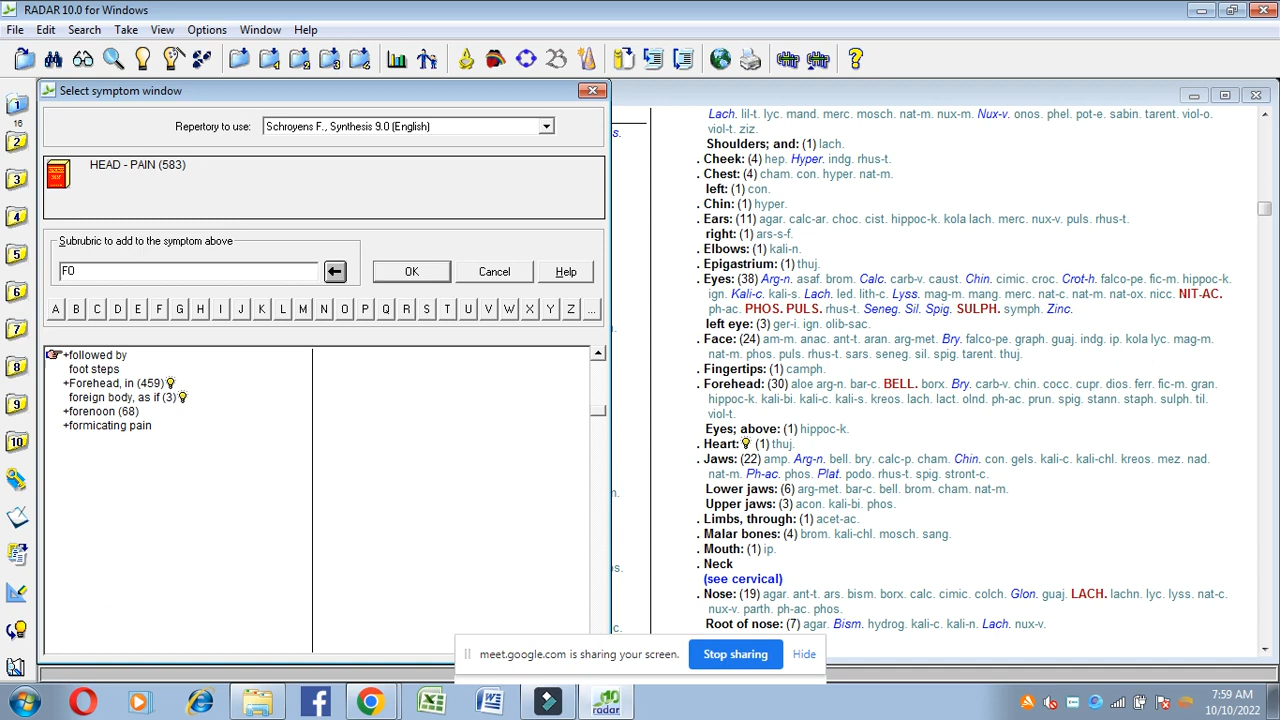 RADAR 10.0 for Windows
File Edit Search Take View Options Window Help
Select symptom window
Repertory to use: Schroyens F., Synthesis 9.0 (English)
HEAD - PAIN (583)
Subrubric to add to the symptom above
FO
OK Cancel Help
A B C D E F G H I J K L M N O P Q R S T U V W X Y Z ...
+followed by
foot steps
+Forehead, in (459)
foreign body, as if (3)
+forenoon (68)
+formicating pain
1
16
2
3
4
5
6
7
8
9
10
s.
Lach. lil-t. lyc. mand. merc. mosch. nat-m. nux-m. Nux-v. onos. phel. pot-e. sabin. tarent. viol-o.
viol-t. ziz.
Shoulders; and: (1) lach.
. Cheek: (4) hep. Hyper. indg. rhus-t.
. Chest: (4) cham. con. hyper. nat-m.
left: (1) con.
. Chin: (1) hyper.
. Ears: (11) agar. calc-ar. choc. cist. hippoc-k. kola lach. merc. nux-v. puls. rhus-t.
right: (1) ars-s-f.
. Elbows: (1) kali-n.
. Epigastrium: (1) thuj.
. Eyes: (38) Arg-n. asaf. brom. Calc. carb-v. caust. Chin. cimic. croc. Crot-h. falco-pe. fic-m. hippoc-k.
ign. Kali-c. kali-s. Lach. led. lith-c. Lyss. mag-m. mang. merc. nat-c. nat-m. nat-ox. nicc. NIT-AC.
ph-ac. PHOS. PULS. rhus-t. Seneg. Sil. Spig. SULPH. symph. Zinc.
left eye: (3) ger-i. ign. olib-sac.
. Face: (24) am-m. anac. ant-t. aran. arg-met. Bry. falco-pe. graph. guaj. indg. ip. kola lyc. mag-m.
nat-m. phos. puls. rhus-t. sars. seneg. sil. spig. tarent. thuj.
. Fingertips: (1) camph.
. Forehead: (30) aloe arg-n. bar-c. BELL. borx. Bry. carb-v. chin. cocc. cupr. dios. ferr. fic-m. gran.
hippoc-k. kali-bi. kali-c. kali-s. kreos. lach. lact. olnd. ph-ac. prun. spig. stann. staph. sulph. til.
viol-t.
Eyes; above: (1) hippoc-k.
. Heart: (1) thuj.
. Jaws: (22) amp. Arg-n. bell. bry. calc-p. cham. Chin. con. gels. kali-c. kali-chl. kreos. mez. nad.
nat-m. Ph-ac. phos. Plat. podo. rhus-t. spig. stront-c.
Lower jaws: (6) arg-met. bar-c. bell. brom. cham. nat-m.
Upper jaws: (3) acon. kali-bi. phos.
. Limbs, through: (1) acet-ac.
. Malar bones: (4) brom. kali-chl. mosch. sang.
. Mouth: (1) ip.
. Neck
(see cervical)
. Nose: (19) agar. ant-t. ars. bism. borx. calc. cimic. colch. Glon. guaj. LACH. lachn. lyc. lyss. nat-c.
nux-v. parth. ph-ac. phos.
. Root of nose: (7) agar. Bism. hydrog. kali-c. kali-n. Lach. nux-v.
meet.google.com is sharing your screen. Stop sharing Hide
10
radar
7:59 AM
10/10/2022